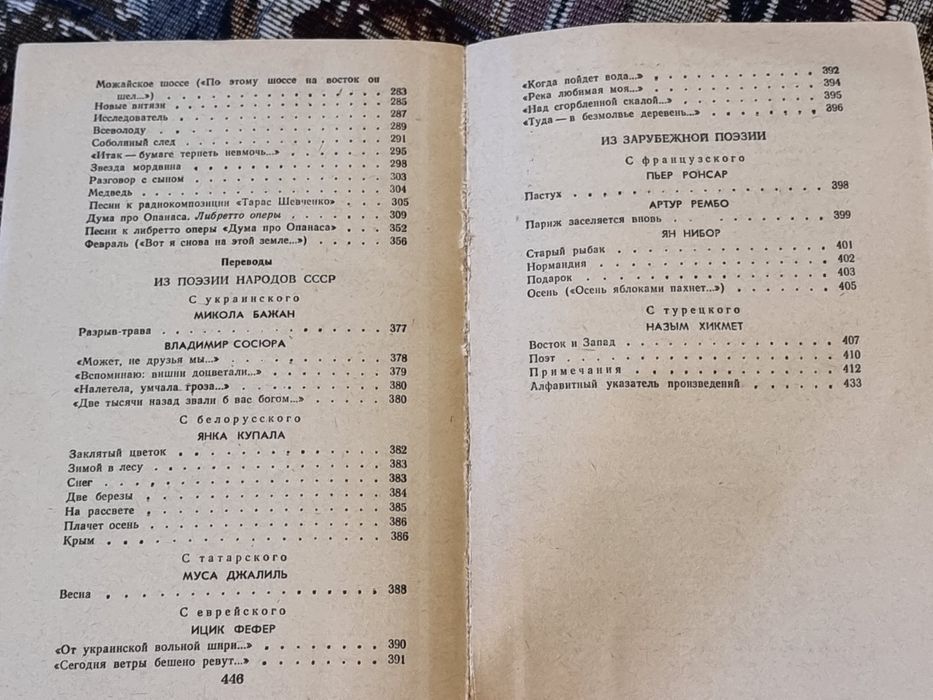 Можайское шоссе («По этому шоссе на восток он
шел...») . . . . . . . . . . . . 283
Новые витязи . . . . . . . . . . . . 285
Исследователь . . . . . . . . . . . . 287
Всеволоду . . . . . . . . . . . . 289
Соболиный след . . . . . . . . . . . . 291
«Итак — бумаге терпеть невмочь...» . . . . . . . . 295
Звезда мордвина . . . . . . . . . . . . 298
Разговор с сыном . . . . . . . . . . . . 303
Медведь . . . . . . . . . . . . 304
Песни к радиокомпозиции «Тарас Шевченко» . . . . 305
Дума про Опанаса. Либретто оперы . . . . . . . . 309
Песни к либретто оперы «Дума про Опанаса» . . . . 352
Февраль («Вот я снова на этой земле...») . . . . . . 356
Переводы
ИЗ ПОЭЗИИ НАРОДОВ СССР
С украинского
МИКОЛА БАЖАН
Разрыв-трава . . . . . . . . . . . . 377
ВЛАДИМИР СОСЮРА
«Может, не друзья мы...» . . . . . . . . . . . . 378
«Вспоминаю: вишни доцветали...» . . . . . . . . 379
«Налетела, умчала гроза...» . . . . . . . . . . 380
«Две тысячи назад звали б вас богом...» . . . . . . 380
С белорусского
ЯНКА КУПАЛА
Заклятый цветок . . . . . . . . . . . . 382
Зимой в лесу . . . . . . . . . . . . 383
Снег . . . . . . . . . . . . 383
Две березы . . . . . . . . . . . . 384
На рассвете . . . . . . . . . . . . 385
Плачет осень . . . . . . . . . . . . 386
Крым . . . . . . . . . . . . 386
С татарского
МУСА ДЖАЛИЛЬ
Весна . . . . . . . . . . . . 388
С еврейского
ИЦИК ФЕФЕР
«От украинской вольной шири...» . . . . . . . . 390
«Сегодня ветры бешено ревут...» . . . . . . . . 391
446
«Когда пойдет вода...» . . . . . . . . . . 392
«Река любимая моя...» . . . . . . . . . . 394
«Над сгорбленной скалой...» . . . . . . . . 395
«Туда — в безмолвье деревень...» . . . . . . . . 396
ИЗ ЗАРУБЕЖНОЙ ПОЭЗИИ
С французского
ПЬЕР РОНСАР
Пастух . . . . . . . . . . . . 398
АРТУР РЕМБО
Париж заселяется вновь . . . . . . . . . . 399
ЯН НИБОР
Старый рыбак . . . . . . . . . . . . 401
Нормандия . . . . . . . . . . . . 402
Подарок . . . . . . . . . . . . 403
Осень («Осень яблоками пахнет...») . . . . . . . . 405
С турецкого
НАЗЫМ ХИКМЕТ
Восток и Запад . . . . . . . . . . . . 407
Поэт . . . . . . . . . . . . 410
Примечания . . . . . . . . . . . . 412
Алфавитный указатель произведений . . . . . . 433